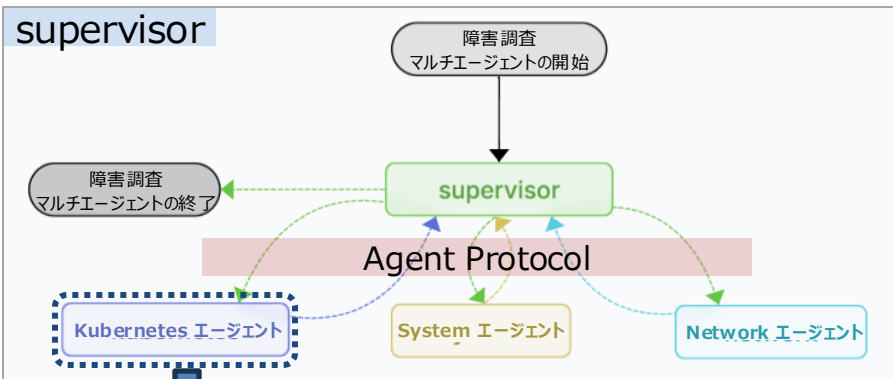 supervisor
障害調査
マルチエージェントの開始
障害調査
マルチエージェントの終了
supervisor
Agent Protocol
Kubernetes エージェント
System エージェント
Network エージェント